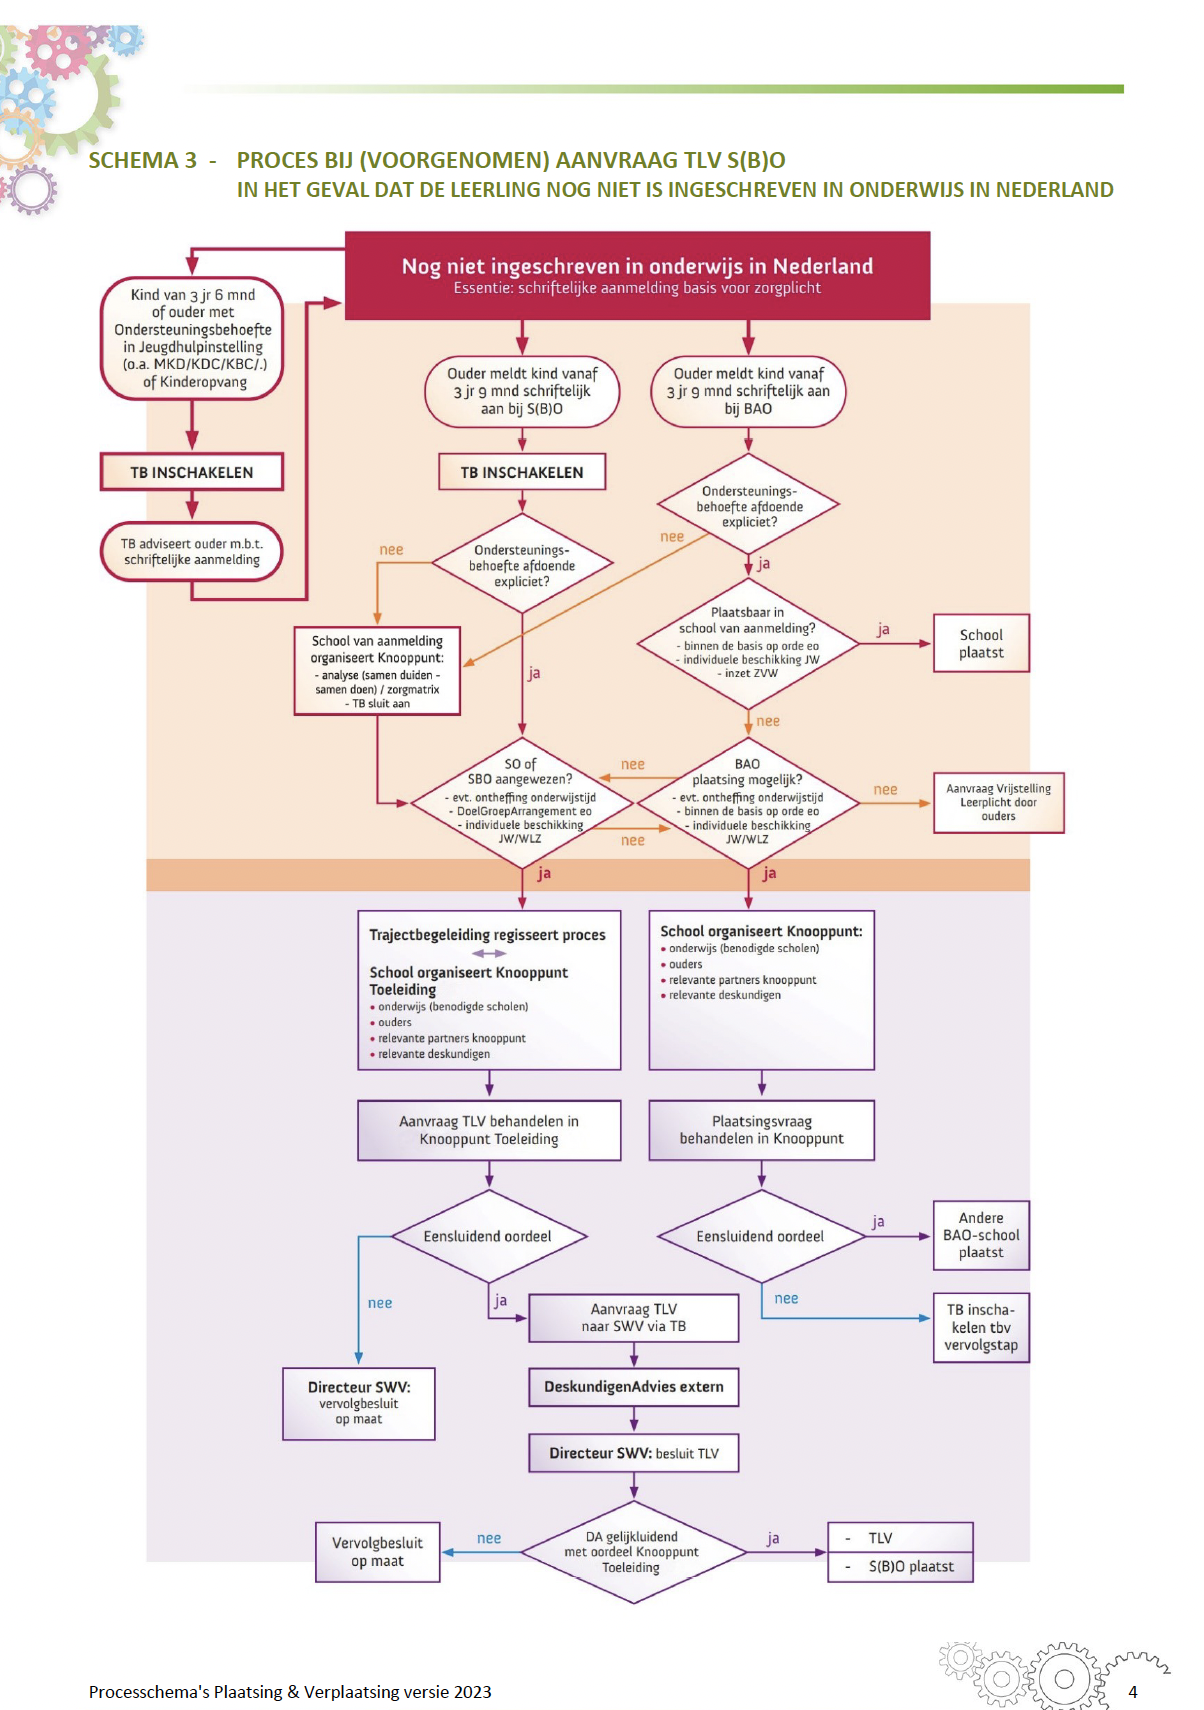 SCHEMA 3 - PROCES BIJ (VOORGENOMEN) AANVRAAG TLV S(B)O
IN HET GEVAL DAT DE LEERLING NOG NIET IS INGESCHREVEN IN ONDERWIJS IN NEDERLAND
Nog niet ingeschreven in onderwijs in Nederland
Essentie: schriftelijke aanmelding basis voor zorgplicht
Kind van 3 jr 6 mnd
of ouder met
Ondersteuningsbehoefte
in Jeugdhulpinstelling
(o.a. MKD/KDC/KBC/.)
of Kinderopvang
TB INSCHAKELEN
TB adviseert ouder m.b.t.
schriftelijke aanmelding
Ouder meldt kind vanaf
3 jr 9 mnd schriftelijk
aan bij S(B)O
TB INSCHAKELEN
Ondersteunings-
behoefte afdoende
expliciet?
nee
ja
School van aanmelding
organiseert Knooppunt:
- analyse (samen duiden -
samen doen) / zorgmatrix
- TB sluit aan
Ouder meldt kind vanaf
3 jr 9 mnd schriftelijk aan
bij BAO
Ondersteunings-
behoefte afdoende
expliciet?
nee
ja
Plaatsbaar in
school van aanmelding?
- binnen de basis op orde eo
- individuele beschikking JW
- inzet ZVW
ja
School
plaatst
nee
SO of
SBO aangewezen?
- evt. ontheffing onderwijstijd
- DoelGroepArrangement eo
- individuele beschikking
JW/WLZ
nee
nee
BAO
plaatsing mogelijk?
- evt. ontheffing onderwijstijd
- binnen de basis op orde eo
- individuele beschikking
JW/WLZ
nee
Aanvraag Vrijstelling
Leerplicht door
ouders
ja
ja
Trajectbegeleiding regisseert proces
School organiseert Knooppunt
Toeleiding
• onderwijs (benodigde scholen)
• ouders
• relevante partners knooppunt
• relevante deskundigen
School organiseert Knooppunt:
• onderwijs (benodigde scholen)
• ouders
• relevante partners knooppunt
• relevante deskundigen
Aanvraag TLV behandelen in
Knooppunt Toeleiding
Plaatsingsvraag
behandelen in Knooppunt
Eensluidend oordeel
Eensluidend oordeel
ja
Andere
BAO-school
plaatst
nee
TB inscha-
kelen tbv
vervolgstap
nee
ja
Directeur SWV:
vervolgbesluit
op maat
Aanvraag TLV
naar SWV via TB
DeskundigenAdvies extern
Directeur SWV: besluit TLV
DA gelijkluidend
met oordeel Knooppunt
Toeleiding
nee
Vervolgbesluit
op maat
ja
- TLV
- S(B)O plaatst
Processchema's Plaatsing & Verplaatsing versie 2023
4